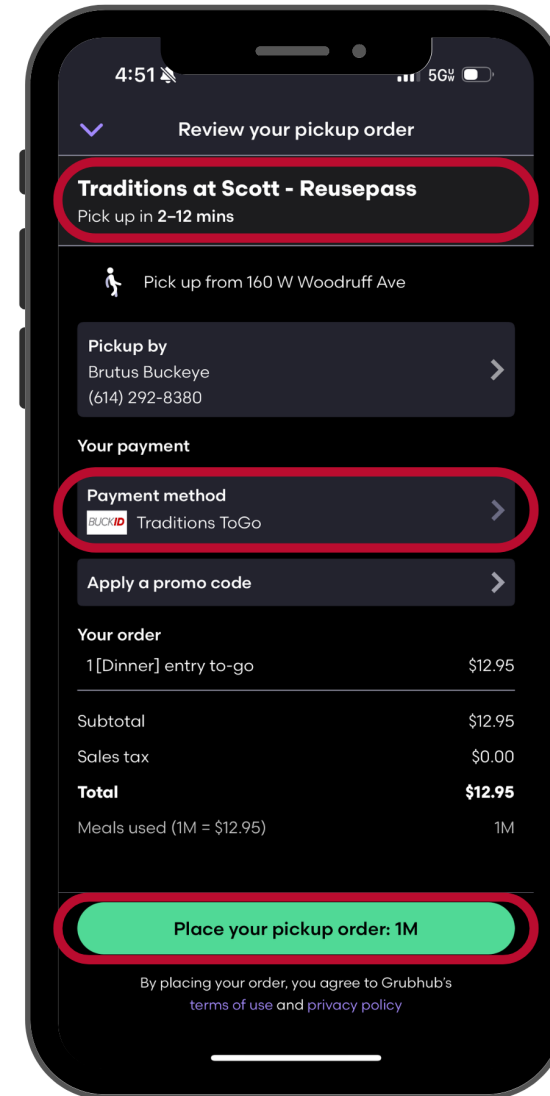 4:51
5GUW
Review your pickup order
Traditions at Scott - Reusepass
Pick up in 2–12 mins
Pick up from 160 W Woodruff Ave
Pickup by
Brutus Buckeye
(614) 292-8380
Your payment
Payment method
BUCKID Traditions ToGo
Apply a promo code
Your order
1 [Dinner] entry to-go $12.95
Subtotal $12.95
Sales tax $0.00
Total $12.95
Meals used (1M = $12.95) 1M
Place your pickup order: 1M
By placing your order, you agree to Grubhub's
terms of use and privacy policy